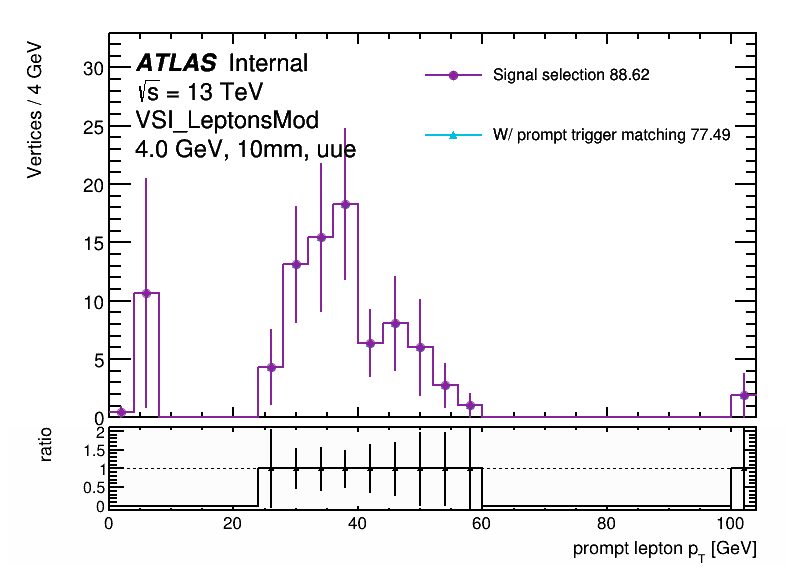 ATLAS Internal
√s = 13 TeV
VSI_LeptonsMod
4.0 GeV, 10mm, uue
Signal selection 88.62
W/ prompt trigger matching 77.49
Vertices / 4 GeV
30
25
20
15
10
5
0
ratio
2
1.5
1
0.5
0
0 20 40 60 80 100
prompt lepton pT [GeV]